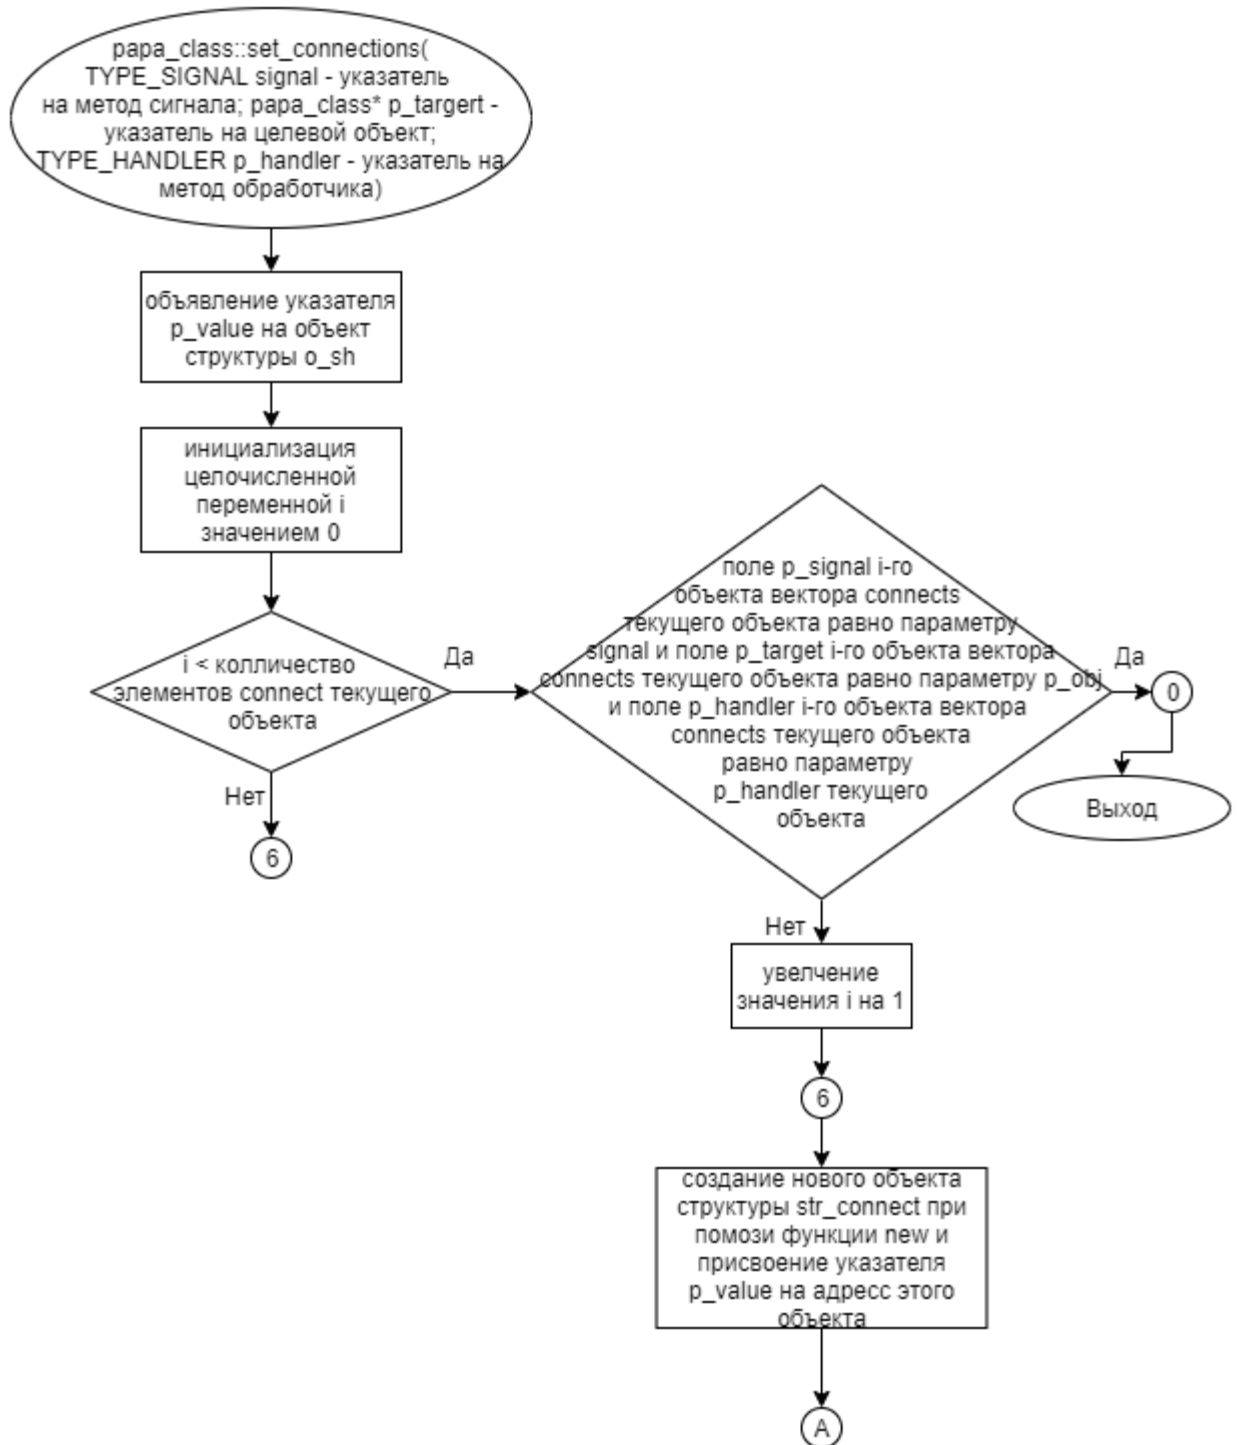 papa_class::set_connections(
TYPE_SIGNAL signal - указатель
на метод сигнала; papa_class* p_targert -
указатель на целевой объект;
TYPE_HANDLER p_handler - указатель на
метод обработчика)
объявление указателя
p_value на объект
структуры o_sh
инициализация
целочисленной
переменной i
значением 0
i < колличество
элементов connect текущего
объекта
Да
Нет
6
поле p_signal i-го
объекта вектора connects
текущего объекта равно параметру
signal и поле p_target i-го объекта вектора
connects текущего объекта равно параметру p_obj
и поле p_handler i-го объекта вектора
connects текущего объекта
равно параметру
p_handler текущего
объекта
Да
0
Выход
Нет
увелчение
значения i на 1
6
создание нового объекта
структуры str_connect при
помози функции new и
присвоение указателя
p_value на адресс этого
объекта
A